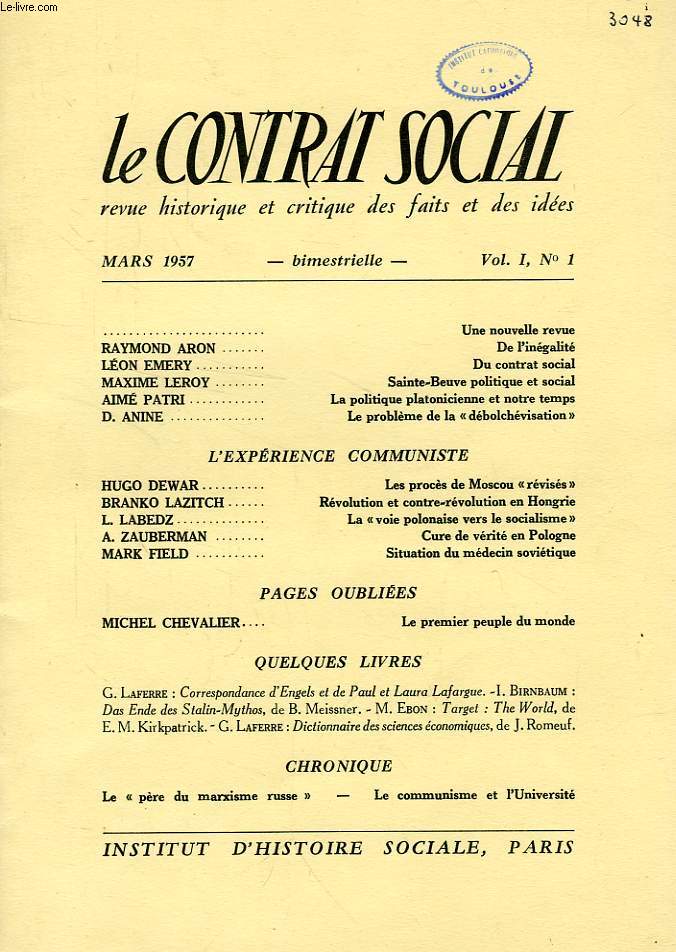 Le-livre.com
3048
INSTITUT CATHOLIQUE
de
TOULOUSE
le CONTRAT SOCIAL
revue historique et critique des faits et des idées
MARS 1957 — bimestrielle — Vol. I, Nº 1
........................ Une nouvelle revue
RAYMOND ARON ....... De l'inégalité
LÉON EMERY ........... Du contrat social
MAXIME LEROY ........ Sainte-Beuve politique et social
AIMÉ PATRI ............ La politique platonicienne et notre temps
D. ANINE .............. Le problème de la « débolchévisation »
L'EXPÉRIENCE COMMUNISTE
HUGO DEWAR .......... Les procès de Moscou « révisés »
BRANKO LAZITCH ...... Révolution et contre-révolution en Hongrie
L. LABEDZ .............. La « voie polonaise vers le socialisme »
A. ZAUBERMAN ........ Cure de vérité en Pologne
MARK FIELD ........... Situation du médecin soviétique
PAGES OUBLIÉES
MICHEL CHEVALIER.... Le premier peuple du monde
QUELQUES LIVRES
G. LAFERRE : Correspondance d'Engels et de Paul et Laura Lafargue. -I. BIRNBAUM :
Das Ende des Stalin-Mythos, de B. Meissner. - M. EBON : Target : The World, de
E. M. Kirkpatrick. - G. LAFERRE : Dictionnaire des sciences économiques, de J. Romeuf.
CHRONIQUE
Le « père du marxisme russe » — Le communisme et l'Université
INSTITUT D'HISTOIRE SOCIALE, PARIS